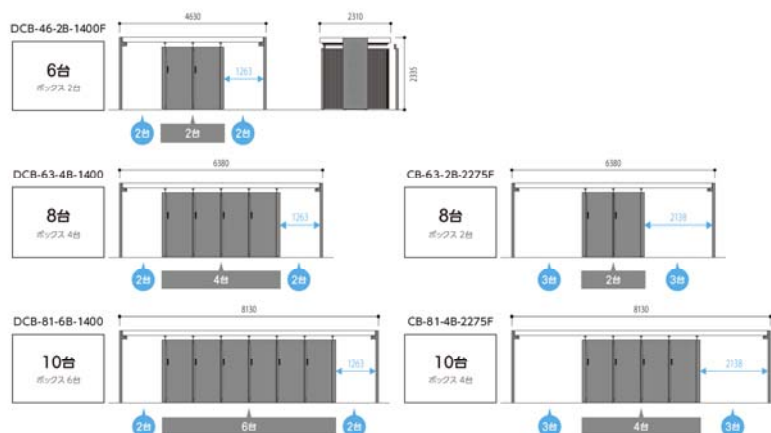 DCB-46-2B-1400F
4630
2310
6台
ボックス 2台
1263
2335
2台
2台
2台
DCB-63-4B-1400
6380
8台
ボックス 4台
1263
2台
4台
2台
CB-63-2B-2275F
6380
8台
ボックス 2台
2138
3台
2台
3台
DCB-81-6B-1400
8130
10台
ボックス 6台
1263
2台
6台
2台
CB-81-4B-2275F
8130
10台
ボックス 4台
2138
3台
4台
3台